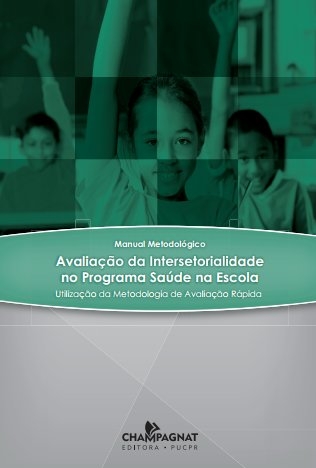 Manual Metodológico
Avaliação da Intersetorialidade
no Programa Saúde na Escola
Utilização da Metodologia de Avaliação Rápida
CHAMPAGNAT
EDITORA • PUCPR